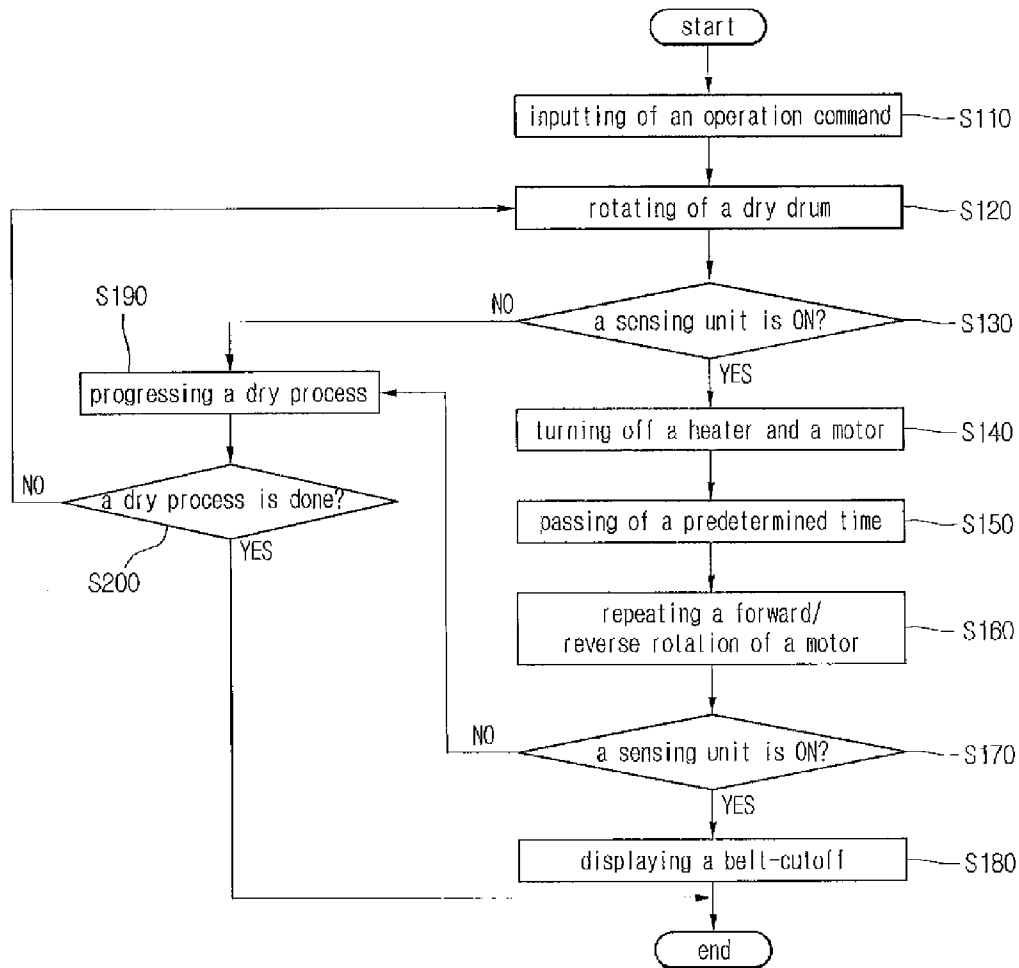 start
inputting of an operation command
S110
rotating of a dry drum
S120
S190
NO
a sensing unit is ON?
S130
YES
progressing a dry process
turning off a heater and a motor
S140
NO
a dry process is done?
YES
S200
passing of a predetermined time
S150
repeating a forward/
reverse rotation of a motor
S160
NO
a sensing unit is ON?
S170
YES
displaying a belt-cutoff
S180
end